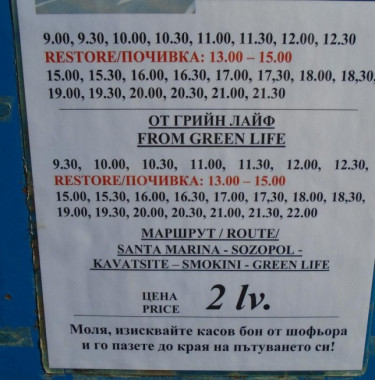 9.00, 9.30, 10.00, 10.30, 11.00, 11.30, 12.00, 12.30
RESTORE/ПОЧИВКА: 13.00 – 15.00
15.00, 15.30, 16.00, 16.30, 17.00, 17,30, 18.00, 18,30,
19.00, 19.30, 20.00, 20.30, 21.00, 21.30
ОТ ГРИЙН ЛАЙФ
FROM GREEN LIFE
9.30, 10.00, 10.30, 11.00, 11.30, 12.00, 12.30,
RESTORE/ПОЧИВКА: 13.00 – 15.00
15.00, 15.30, 16.00, 16.30, 17.00, 17,30, 18.00, 18,30,
19.00, 19.30, 20.00, 20.30, 21.00, 21.30, 22.00
МАРШРУТ / ROUTE/
SANTA MARINA - SOZOPOL -
KAVATSITE – SMOKINI - GREEN LIFE
ЦЕНА
PRICE 2 lv.
Моля, изисквайте касов бон от шофьора
и го пазете до края на пътуването си!